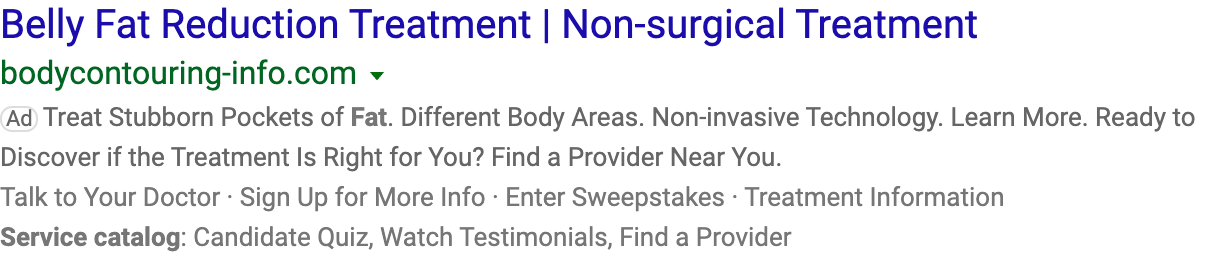 Belly Fat Reduction Treatment | Non-surgical Treatment
bodycontouring-info.com
Ad Treat Stubborn Pockets of Fat. Different Body Areas. Non-invasive Technology. Learn More. Ready to
Discover if the Treatment Is Right for You? Find a Provider Near You.
Talk to Your Doctor · Sign Up for More Info · Enter Sweepstakes · Treatment Information
Service catalog: Candidate Quiz, Watch Testimonials, Find a Provider